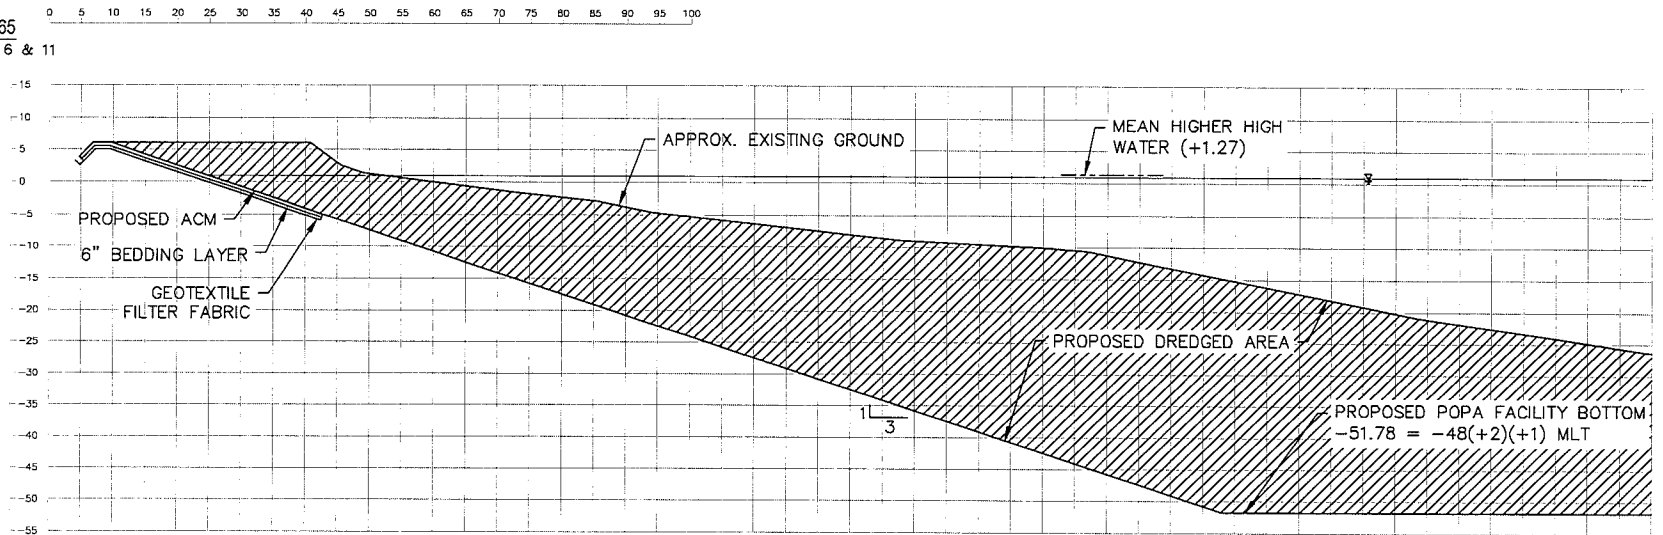 0 5 10 15 20 25 30 35 40 45 50 55 60 65 70 75 80 85 90 95 100
65
6 & 11
15
10
5
0
-5
-10
-15
-20
-25
-30
-35
-40
-45
-50
-55
APPROX. EXISTING GROUND
MEAN HIGHER HIGH
WATER (+1.27)
PROPOSED ACM
6" BEDDING LAYER
GEOTEXTILE
FILTER FABRIC
PROPOSED DREDGED AREA
1
3
PROPOSED POPA FACILITY BOTTOM
-51.78 = -48(+2)(+1) MLT